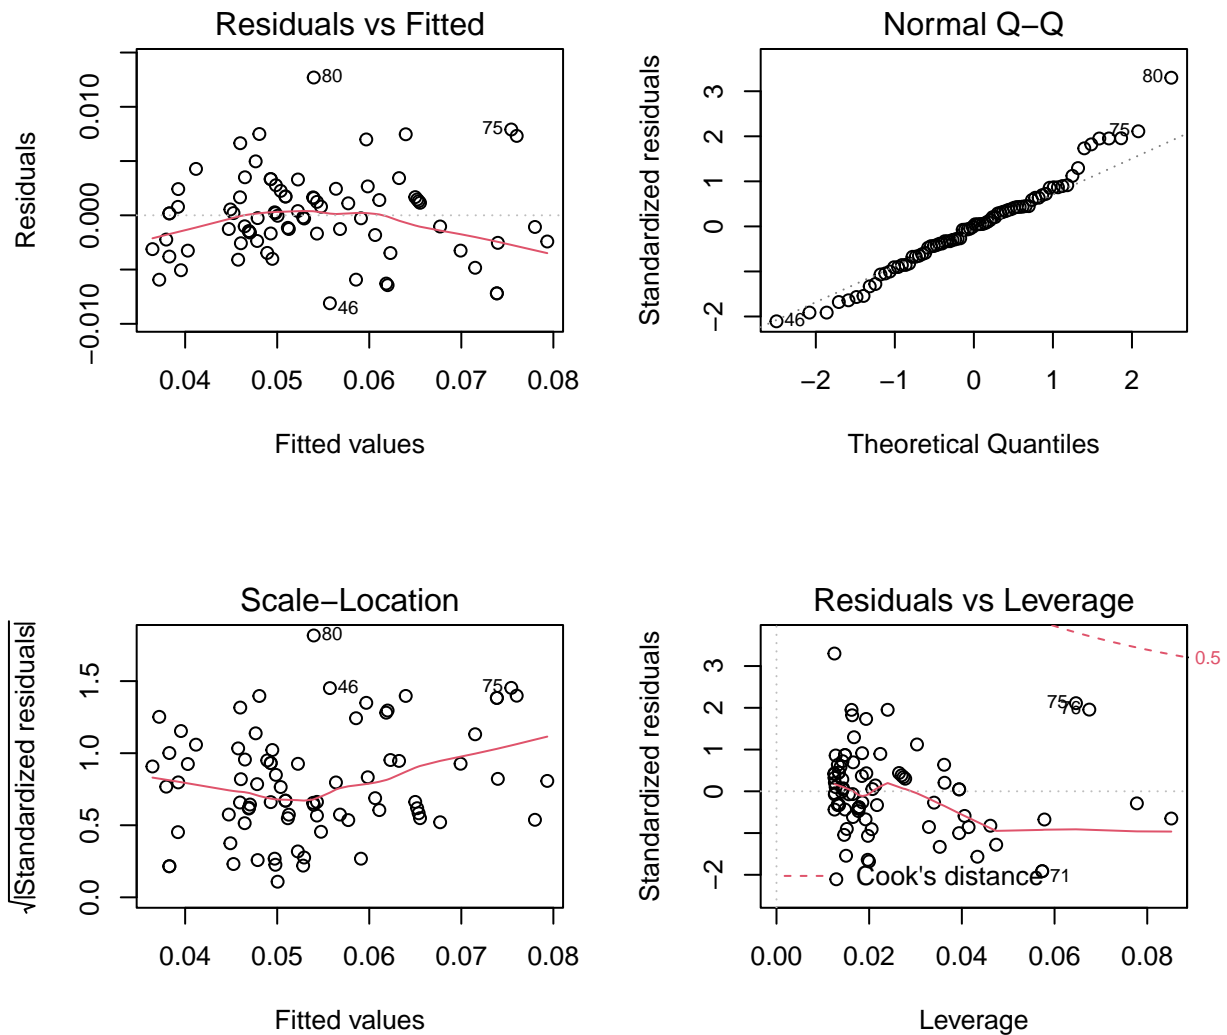 Residuals vs Fitted
Residuals
−0.010
0.000
0.010
80
75
46
0.04 0.05 0.06 0.07 0.08
Fitted values
Normal Q−Q
Standardized residuals
−2
0
1
2
3
80
75
46
−2 −1 0 1 2
Theoretical Quantiles
Scale−Location
√|Standardized residuals|
0.0
0.5
1.0
1.5
80
46
75
0.04 0.05 0.06 0.07 0.08
Fitted values
Residuals vs Leverage
Standardized residuals
−2
0
1
2
3
0.5
75
76
71
Cook's distance
0.00 0.02 0.04 0.06 0.08
Leverage